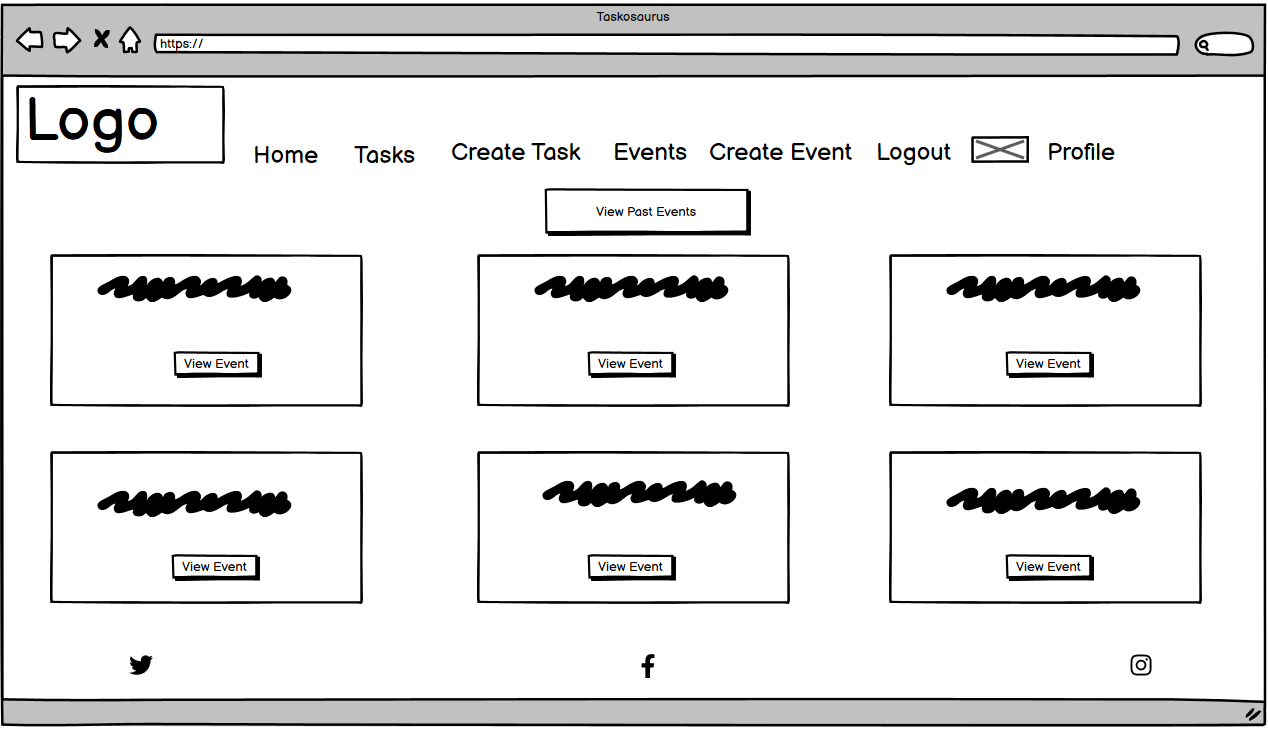 Taskosaurus
https://
Logo
Home Tasks Create Task Events Create Event Logout Profile
View Past Events
View Event View Event View Event
View Event View Event View Event